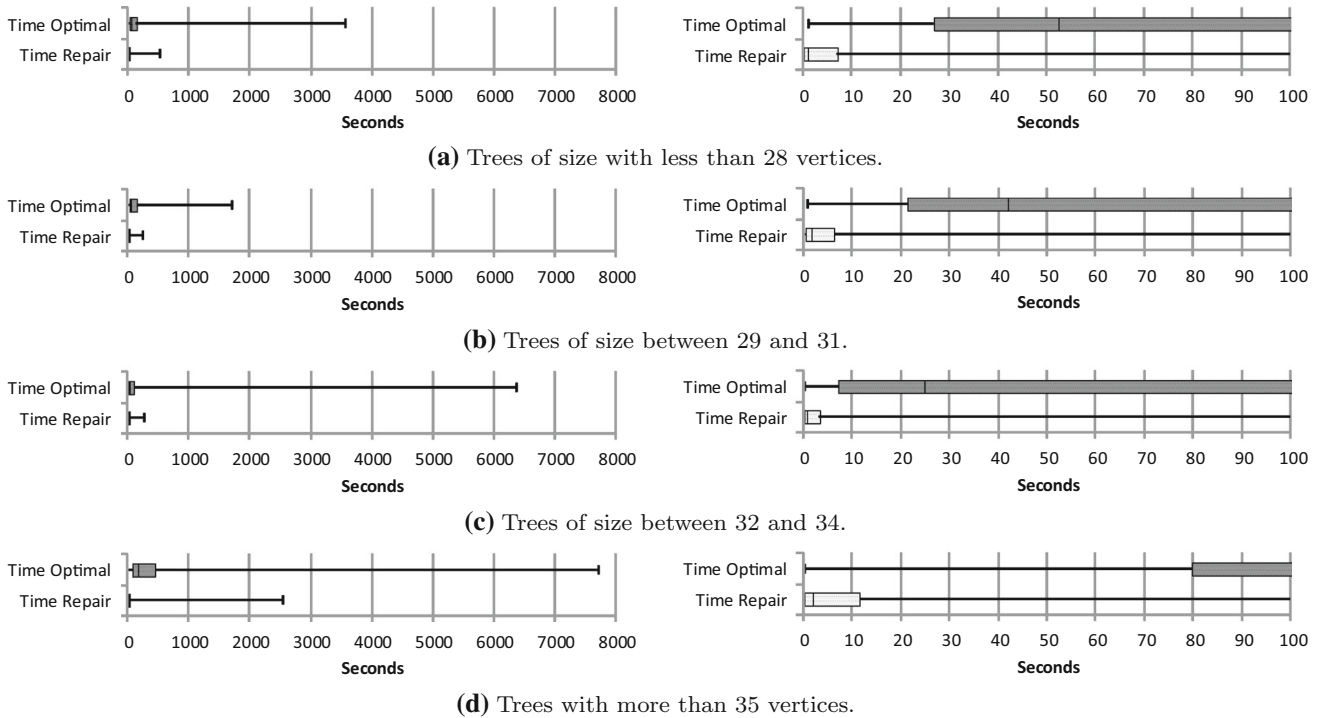 Time Optimal
Time Repair
0 1000 2000 3000 4000 5000 6000 7000 8000
Seconds
Time Optimal
Time Repair
0 10 20 30 40 50 60 70 80 90 100
Seconds
(a) Trees of size with less than 28 vertices.
Time Optimal
Time Repair
0 1000 2000 3000 4000 5000 6000 7000 8000
Seconds
Time Optimal
Time Repair
0 10 20 30 40 50 60 70 80 90 100
Seconds
(b) Trees of size between 29 and 31.
Time Optimal
Time Repair
0 1000 2000 3000 4000 5000 6000 7000 8000
Seconds
Time Optimal
Time Repair
0 10 20 30 40 50 60 70 80 90 100
Seconds
(c) Trees of size between 32 and 34.
Time Optimal
Time Repair
0 1000 2000 3000 4000 5000 6000 7000 8000
Seconds
Time Optimal
Time Repair
0 10 20 30 40 50 60 70 80 90 100
Seconds
(d) Trees with more than 35 vertices.